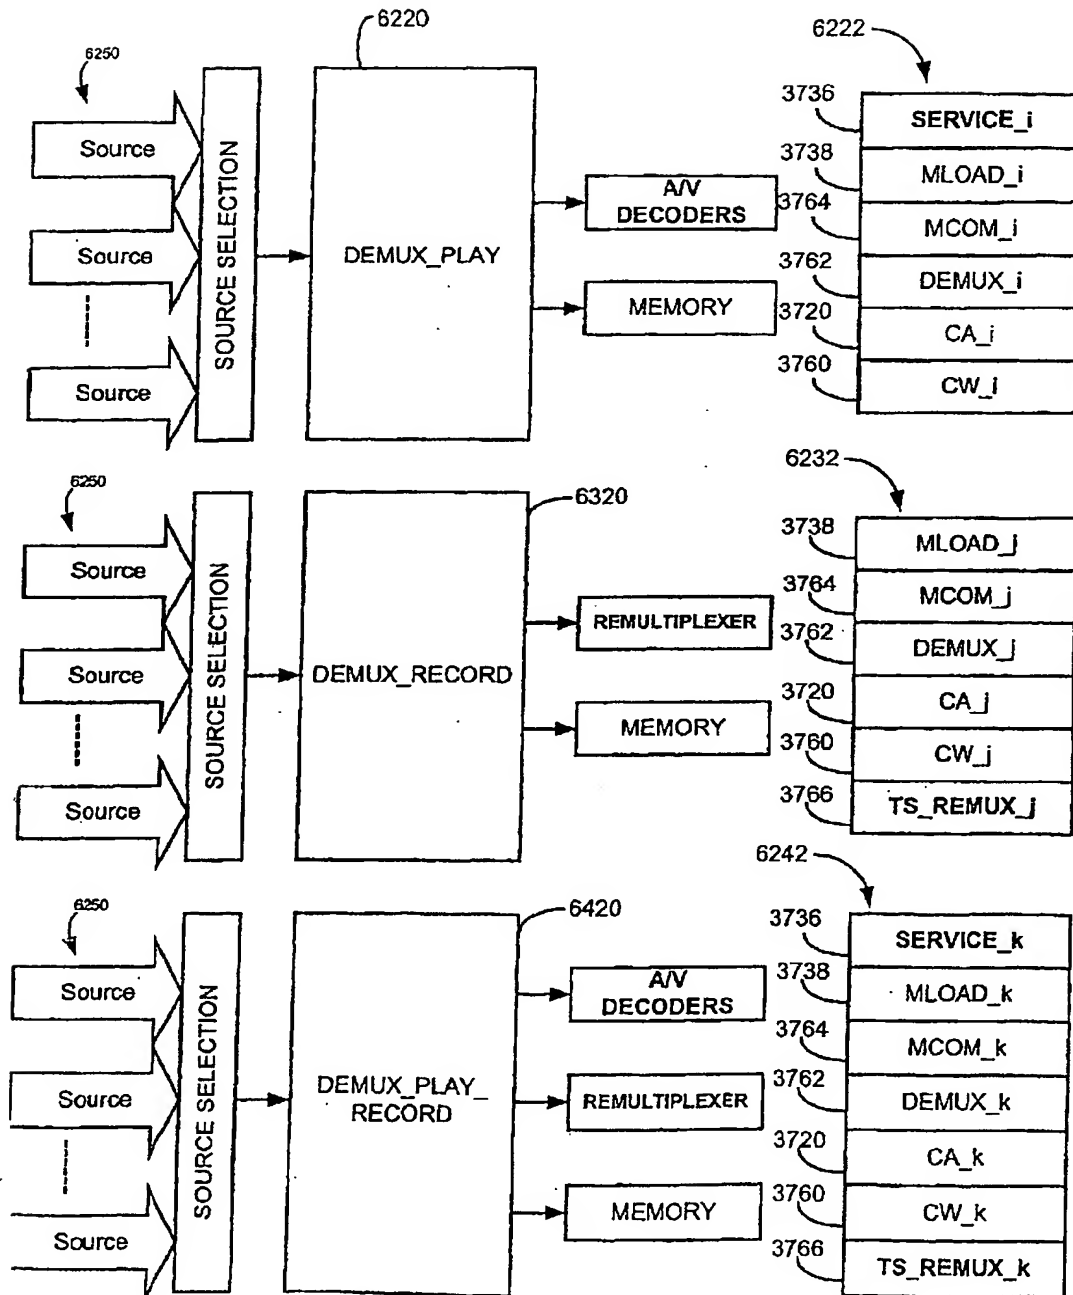 6220
6250
Source
Source
Source
SOURCE SELECTION
DEMUX_PLAY
A/V
DECODERS
MEMORY
6222
3736
SERVICE_i
3738
MLOAD_i
3764
MCOM_i
3762
DEMUX_i
3720
CA_i
3760
CW_i
6250
Source
Source
Source
SOURCE SELECTION
6320
DEMUX_RECORD
REMULTIPLEXER
MEMORY
6232
3738
MLOAD_j
3764
MCOM_j
3762
DEMUX_j
3720
CA_j
3760
CW_j
3766
TS_REMUX_j
6250
Source
Source
Source
SOURCE SELECTION
6420
DEMUX_PLAY_
RECORD
A/V
DECODERS
REMULTIPLEXER
MEMORY
6242
3736
SERVICE_k
3738
MLOAD_k
3764
MCOM_k
3762
DEMUX_k
3720
CA_k
3760
CW_k
3766
TS_REMUX_k